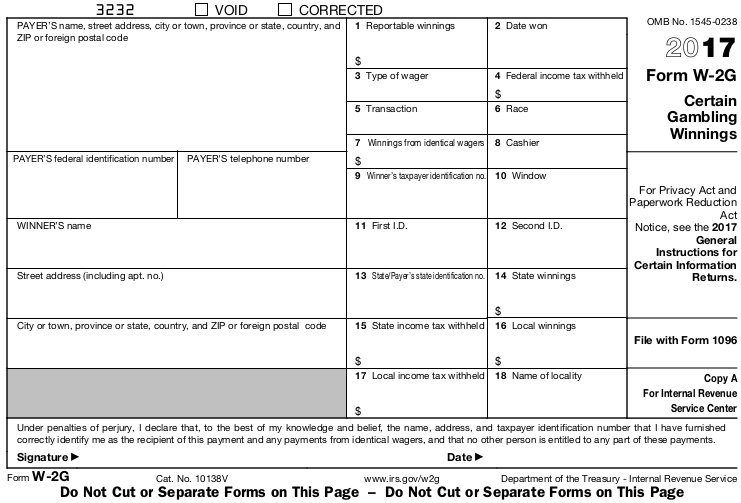 3232 VOID CORRECTED
PAYER'S name, street address, city or town, province or state, country, and
ZIP or foreign postal code
1 Reportable winnings
$
2 Date won
OMB No. 1545-0238
2017
Form W-2G
Certain
Gambling
Winnings
3 Type of wager
4 Federal income tax withheld
$
5 Transaction
6 Race
7 Winnings from identical wagers
$
8 Cashier
PAYER'S federal identification number
PAYER'S telephone number
9 Winner's taxpayer identification no.
10 Window
For Privacy Act and
Paperwork Reduction
Act
Notice, see the 2017
General
Instructions for
Certain Information
Returns.
WINNER'S name
11 First I.D.
12 Second I.D.
Street address (including apt. no.)
13 State/Payer's state identification no.
14 State winnings
$
City or town, province or state, country, and ZIP or foreign postal code
15 State income tax withheld
$
16 Local winnings
$
File with Form 1096
17 Local income tax withheld
$
18 Name of locality
Copy A
For Internal Revenue
Service Center
Under penalties of perjury, I declare that, to the best of my knowledge and belief, the name, address, and taxpayer identification number that I have furnished
correctly identify me as the recipient of this payment and any payments from identical wagers, and that no other person is entitled to any part of these payments.
Signature ▶ Date ▶
Form W-2G Cat. No. 10138V www.irs.gov/w2g Department of the Treasury - Internal Revenue Service
Do Not Cut or Separate Forms on This Page – Do Not Cut or Separate Forms on This Page